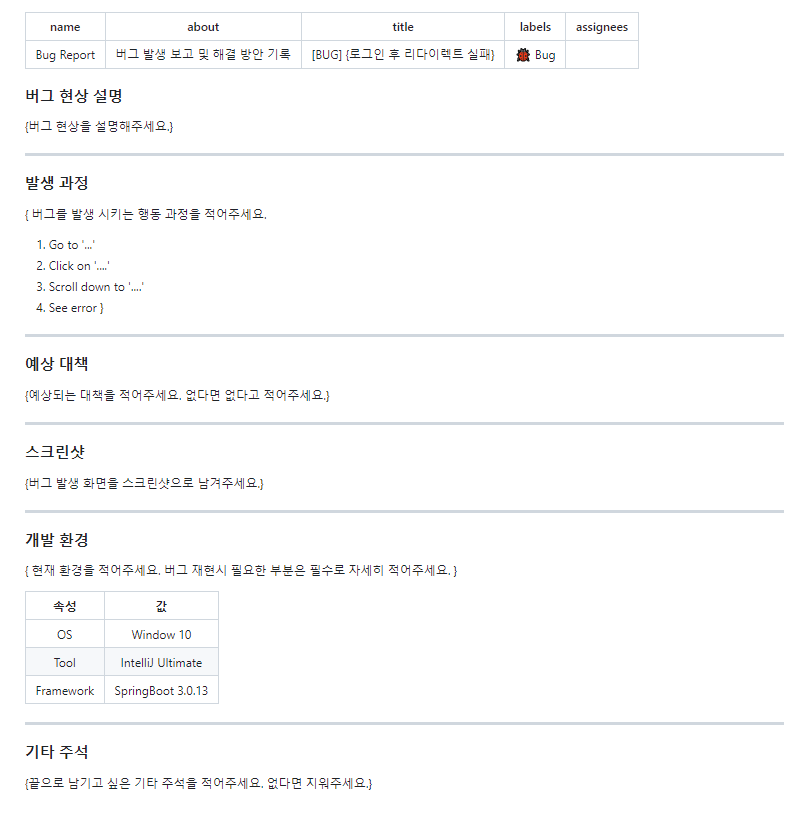 name about title labels assignees
Bug Report 버그 발생 보고 및 해결 방안 기록 [BUG] {로그인 후 리다이렉트 실패} 🐞 Bug
버그 현상 설명
{버그 현상을 설명해주세요.}
발생 과정
{ 버그를 발생 시키는 행동 과정을 적어주세요.
1. Go to '...'
2. Click on '....'
3. Scroll down to '....'
4. See error }
예상 대책
{예상되는 대책을 적어주세요. 없다면 없다고 적어주세요.}
스크린샷
{버그 발생 화면을 스크린샷으로 남겨주세요.}
개발 환경
{ 현재 환경을 적어주세요. 버그 재현시 필요한 부분은 필수로 자세히 적어주세요. }
속성 값
OS Window 10
Tool IntelliJ Ultimate
Framework SpringBoot 3.0.13
기타 주석
{끝으로 남기고 싶은 기타 주석을 적어주세요. 없다면 지워주세요.}